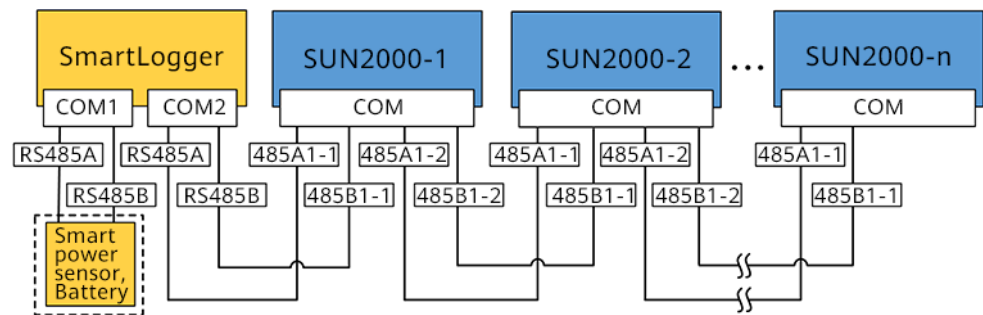 SmartLogger
SUN2000-1
SUN2000-2
...
SUN2000-n
COM1
COM2
COM
COM
COM
RS485A
RS485A
485A1-1
485A1-2
485A1-1
485A1-2
485A1-1
RS485B
RS485B
485B1-1
485B1-2
485B1-1
485B1-2
485B1-1
Smart
power
sensor,
Battery